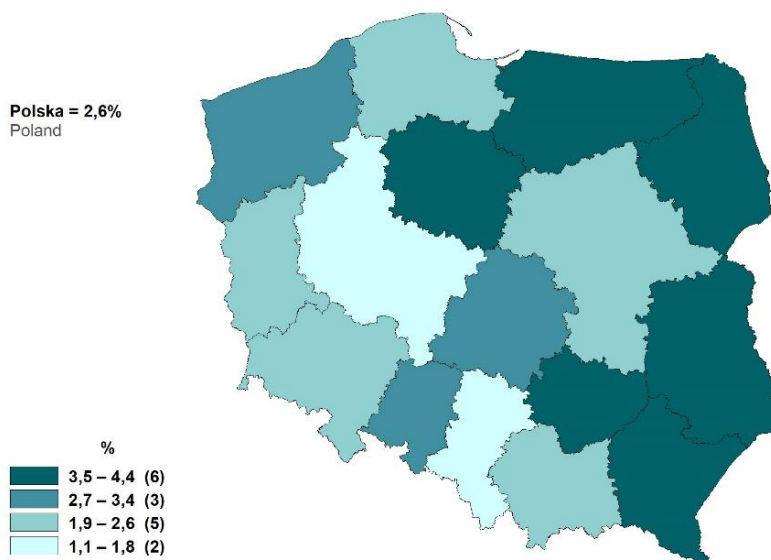 Polska = 2,6%
Poland
%
3,5 – 4,4 (6)
2,7 – 3,4 (3)
1,9 – 2,6 (5)
1,1 – 1,8 (2)